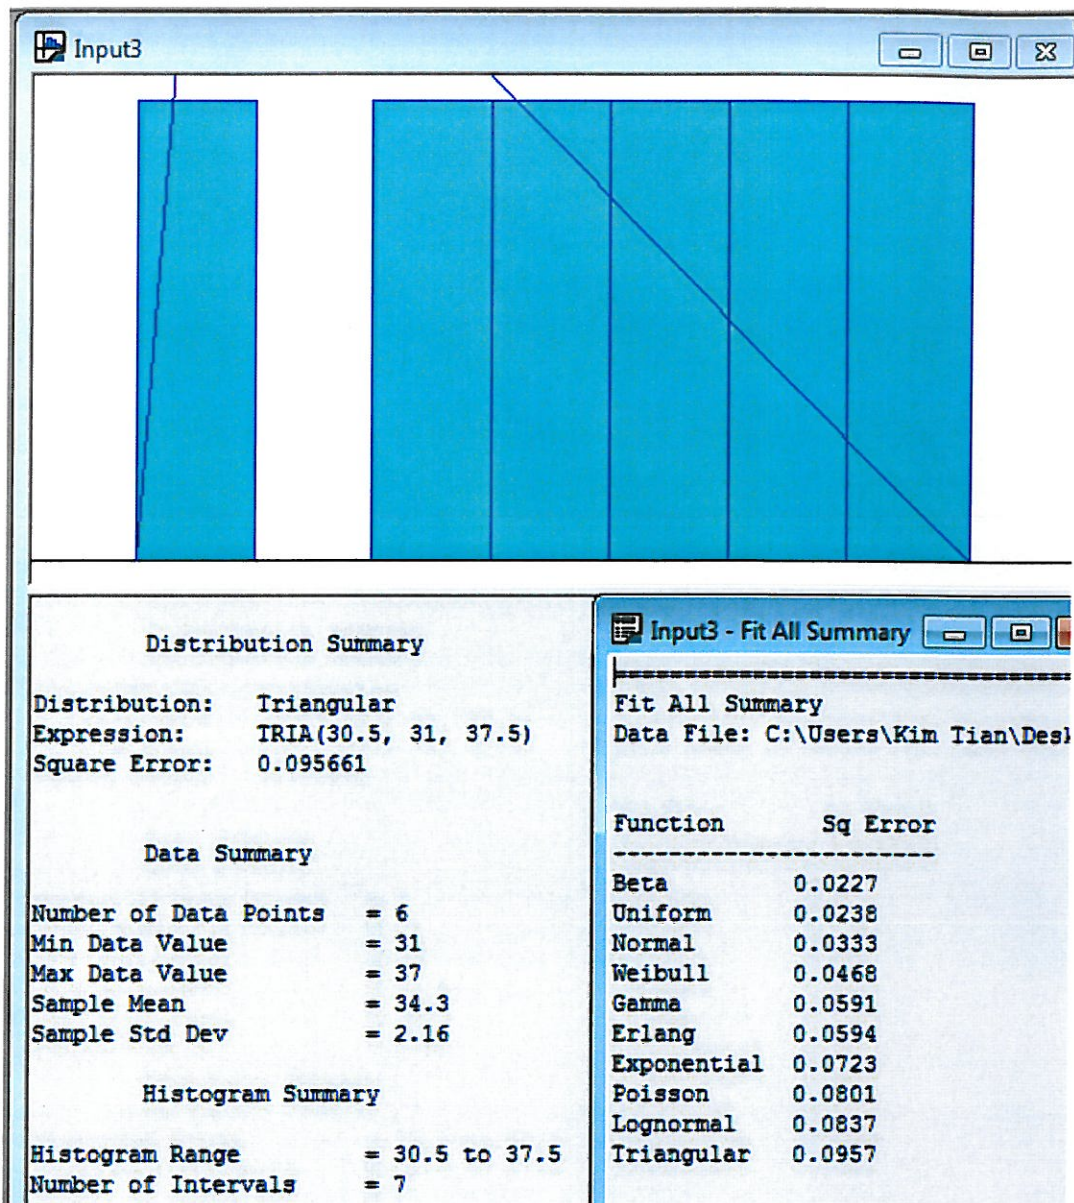 Input3
Distribution Summary
Distribution: Triangular
Expression: TRIA(30.5, 31, 37.5)
Square Error: 0.095661
Data Summary
Number of Data Points = 6
Min Data Value = 31
Max Data Value = 37
Sample Mean = 34.3
Sample Std Dev = 2.16
Histogram Summary
Histogram Range = 30.5 to 37.5
Number of Intervals = 7
Input3 - Fit All Summary
Fit All Summary
Data File: C:\Users\Kim Tian\Desk
Function Sq Error
-----------------------
Beta 0.0227
Uniform 0.0238
Normal 0.0333
Weibull 0.0468
Gamma 0.0591
Erlang 0.0594
Exponential 0.0723
Poisson 0.0801
Lognormal 0.0837
Triangular 0.0957